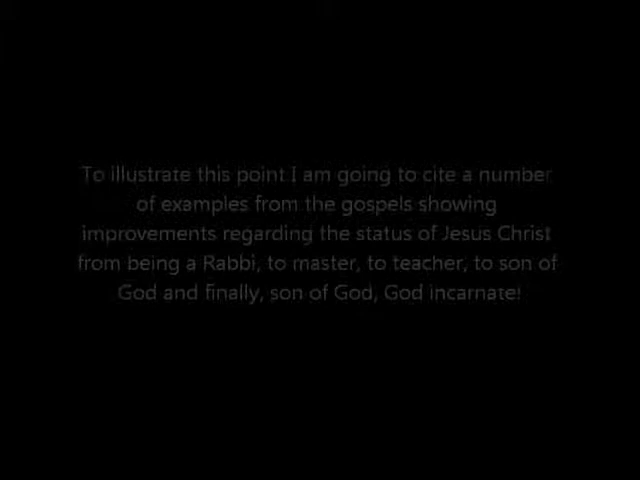 To illustrate this point I am going to cite a number
of examples from the gospels showing
improvements regarding the status of Jesus Christ
from being a Rabbi, to master, to teacher, to son of
God and finally, son of God, God incarnate!